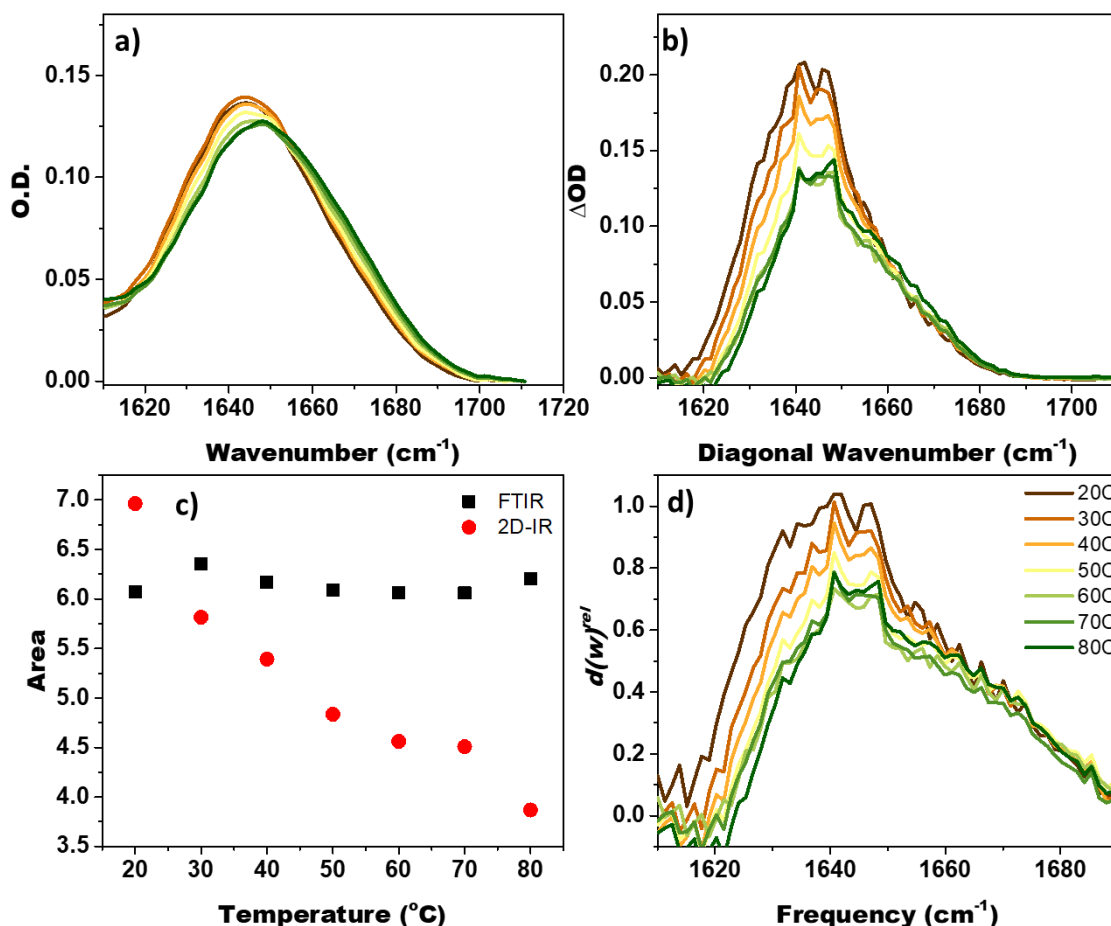 a)
O.D.
0.15
0.10
0.05
0.00
1620 1640 1660 1680 1700 1720
Wavenumber (cm-1)
b)
ΔOD
0.20
0.15
0.10
0.05
0.00
1620 1640 1660 1680 1700
Diagonal Wavenumber (cm-1)
c)
FTIR
2D-IR
Area
7.0
6.5
6.0
5.5
5.0
4.5
4.0
3.5
20 30 40 50 60 70 80
Temperature (oC)
d)
20C
30C
40C
50C
60C
70C
80C
d(w)rel
1.0
0.8
0.6
0.4
0.2
0.0
1620 1640 1660 1680
Frequency (cm-1)